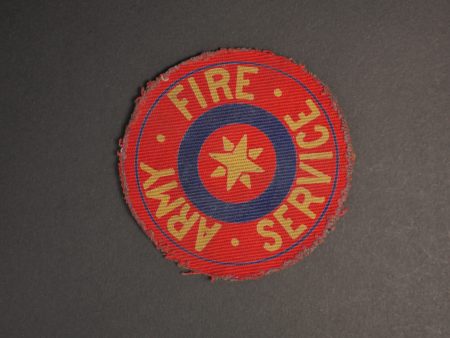 ARMY · FIRE · SERVICE ·